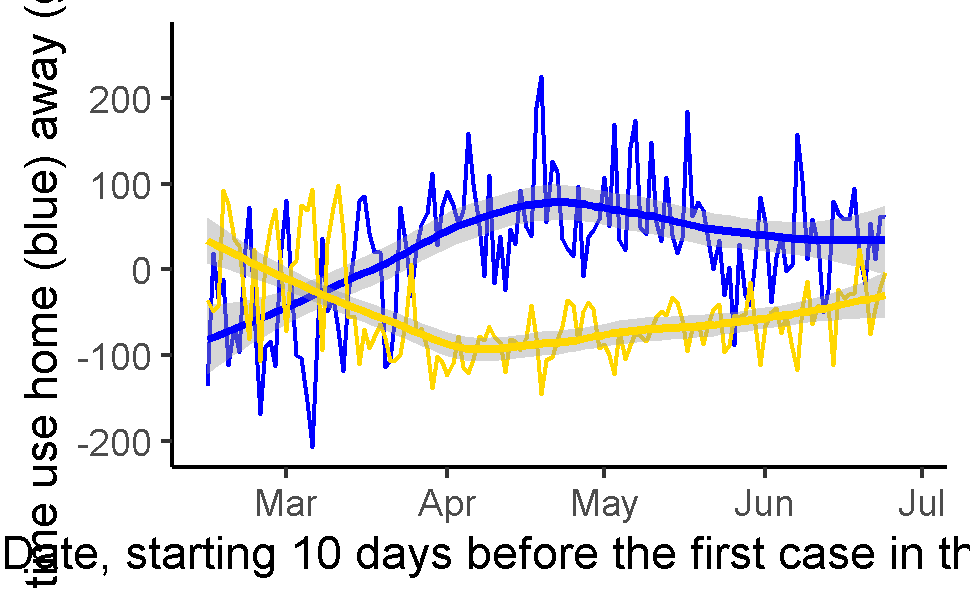 time use home (blue) away (
200
100
0
-100
-200
Mar Apr May Jun Jul
Date, starting 10 days before the first case in th